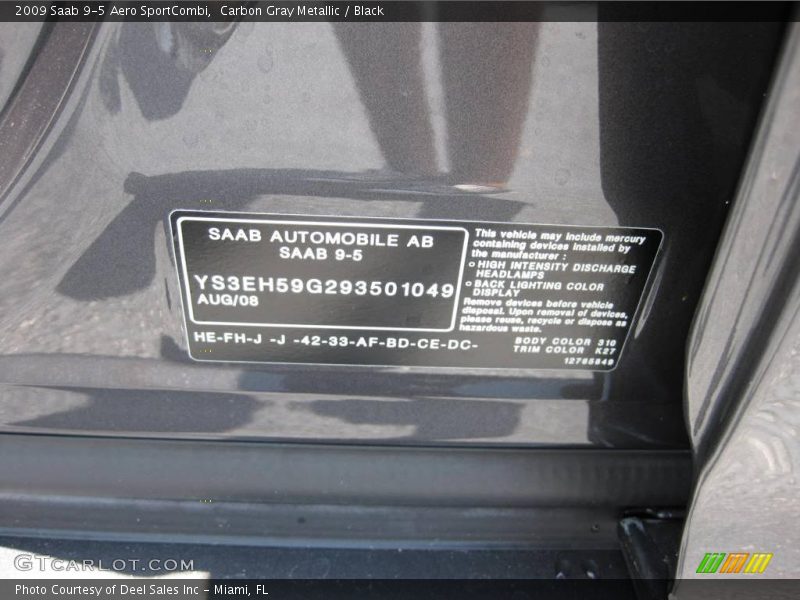 2009 Saab 9-5 Aero SportCombi,  Carbon Gray Metallic / Black
SAAB AUTOMOBILE AB
SAAB 9-5
YS3EH59G293501049
AUG/08
HE-FH-J -J -42-33-AF-BD-CE-DC-
This vehicle may include mercury
containing devices installed by
the manufacturer :
o HIGH INTENSITY DISCHARGE
HEADLAMPS
o BACK LIGHTING COLOR
DISPLAY
Remove devices before vehicle
disposal. Upon removal of devices,
please reuse, recycle or dispose as
hazardous waste.
BODY COLOR 310
TRIM COLOR K27
12785849
GTCARLOT.COM
Photo Courtesy of Deel Sales Inc - Miami, FL